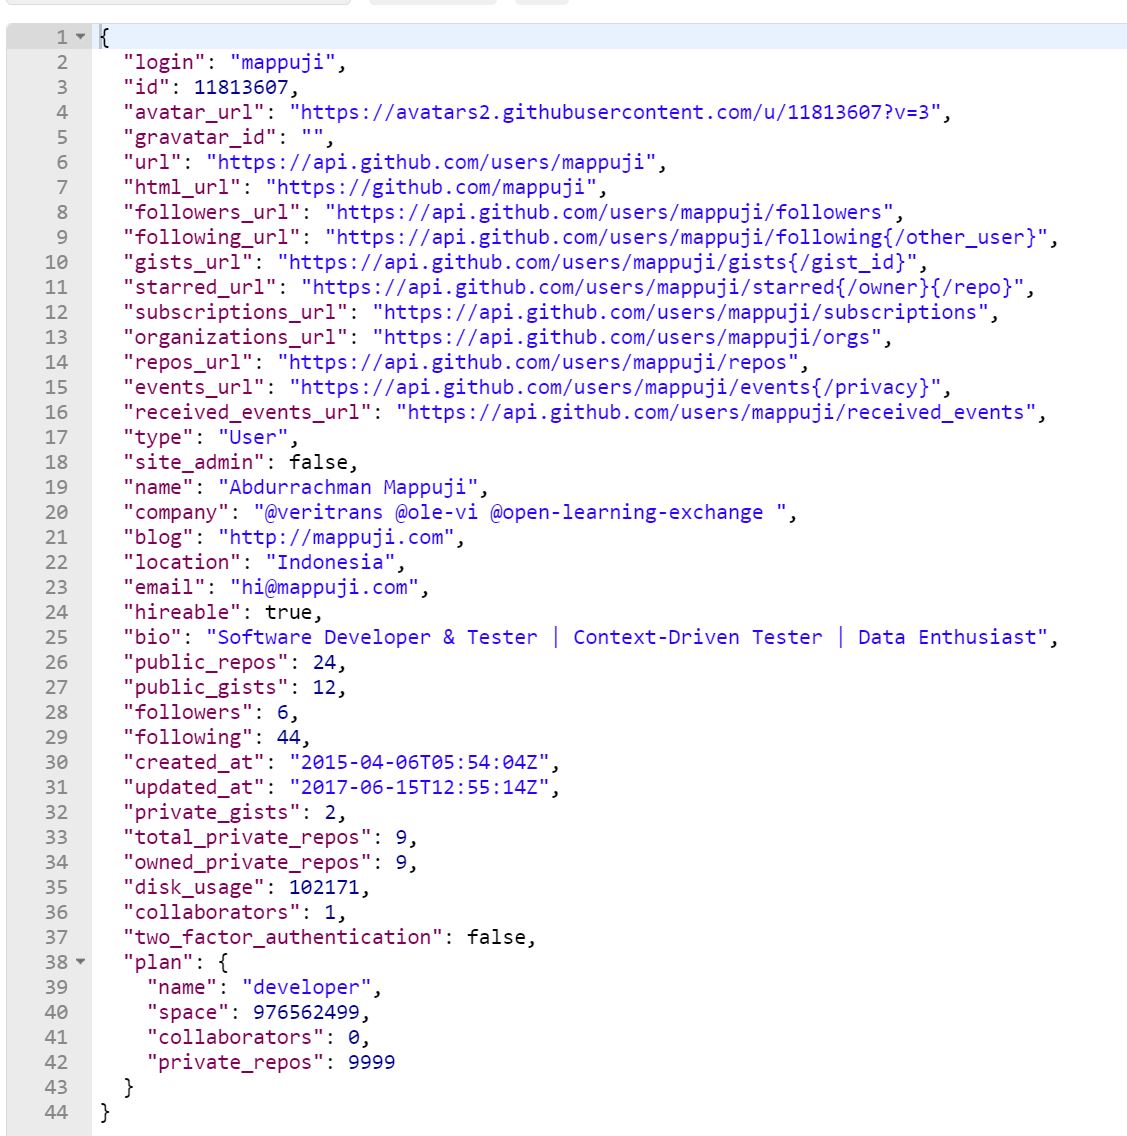 1 {
2 "login": "mappuji",
3 "id": 11813607,
4 "avatar_url": "https://avatars2.githubusercontent.com/u/11813607?v=3",
5 "gravatar_id": "",
6 "url": "https://api.github.com/users/mappuji",
7 "html_url": "https://github.com/mappuji",
8 "followers_url": "https://api.github.com/users/mappuji/followers",
9 "following_url": "https://api.github.com/users/mappuji/following{/other_user}",
10 "gists_url": "https://api.github.com/users/mappuji/gists{/gist_id}",
11 "starred_url": "https://api.github.com/users/mappuji/starred{/owner}{/repo}",
12 "subscriptions_url": "https://api.github.com/users/mappuji/subscriptions",
13 "organizations_url": "https://api.github.com/users/mappuji/orgs",
14 "repos_url": "https://api.github.com/users/mappuji/repos",
15 "events_url": "https://api.github.com/users/mappuji/events{/privacy}",
16 "received_events_url": "https://api.github.com/users/mappuji/received_events",
17 "type": "User",
18 "site_admin": false,
19 "name": "Abdurrachman Mappuji",
20 "company": "@veritrans @ole-vi @open-learning-exchange ",
21 "blog": "http://mappuji.com",
22 "location": "Indonesia",
23 "email": "hi@mappuji.com",
24 "hireable": true,
25 "bio": "Software Developer & Tester | Context-Driven Tester | Data Enthusiast",
26 "public_repos": 24,
27 "public_gists": 12,
28 "followers": 6,
29 "following": 44,
30 "created_at": "2015-04-06T05:54:04Z",
31 "updated_at": "2017-06-15T12:55:14Z",
32 "private_gists": 2,
33 "total_private_repos": 9,
34 "owned_private_repos": 9,
35 "disk_usage": 102171,
36 "collaborators": 1,
37 "two_factor_authentication": false,
38 "plan": {
39 "name": "developer",
40 "space": 976562499,
41 "collaborators": 0,
42 "private_repos": 9999
43 }
44 }